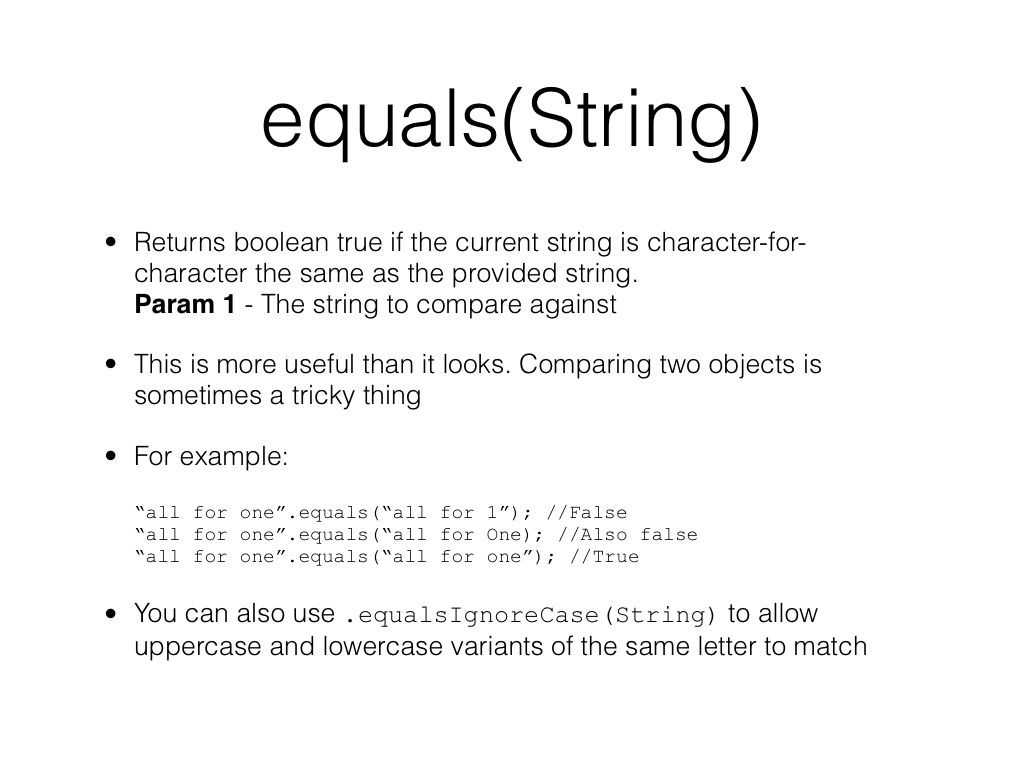 equals(String)
• Returns boolean true if the current string is character-for-
character the same as the provided string.
Param 1 - The string to compare against
• This is more useful than it looks. Comparing two objects is
sometimes a tricky thing
• For example:
“all for one”.equals(“all for 1”); //False
“all for one”.equals(“all for One); //Also false
“all for one”.equals(“all for one”); //True
• You can also use .equalsIgnoreCase(String) to allow
uppercase and lowercase variants of the same letter to match